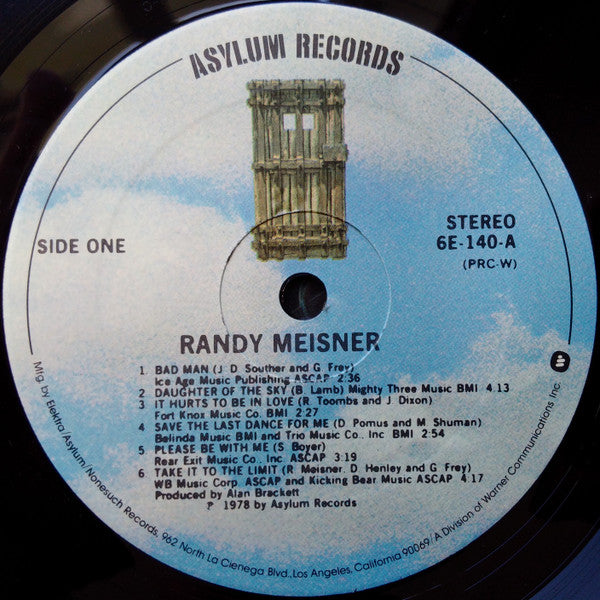 ASYLUM RECORDS
SIDE ONE
STEREO
6E-140-A
(PRC-W)
RANDY MEISNER
1. BAD MAN (J. D. Souther and G. Frey)
Ice Age Music Publishing ASCAP 2:36
2 DAUGHTER OF THE SKY (B. Lamb) Mighty Three Music BMI 4.13
3 IT HURTS TO BE IN LOVE (R. Toombs and J. Dixon)
Fort Knox Music Co. BMI 2:27
4 SAVE THE LAST DANCE FOR ME (D. Pomus and M. Shuman)
Belinda Music BMI and Trio Music Co., Inc BMI 2:54
5 PLEASE BE WITH ME (S. Boyer)
Rear Exit Music Co., Inc. ASCAP 3:19
6 TAKE IT TO THE LIMIT (R. Meisner, D. Henley and G. Frey)
WB Music Corp. ASCAP and Kicking Bear Music ASCAP 4:17
Produced by Alan Brackett
℗ 1978 by Asylum Records
Mfg by Elektra/Asylum/Nonesuch Records, 962 North La Cienega Blvd., Los Angeles, California 90069/A Division of Warner Communications Inc.